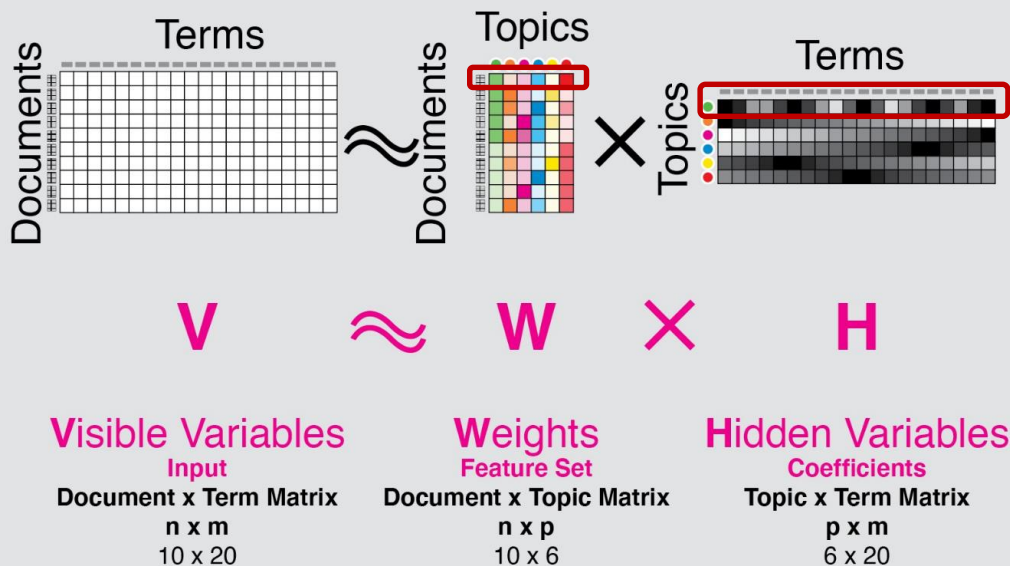 Terms
Documents
≈
Topics
Documents
×
Terms
Topics
V ≈ W × H
Visible Variables
Input
Document x Term Matrix
n x m
10 x 20
Weights
Feature Set
Document x Topic Matrix
n x p
10 x 6
Hidden Variables
Coefficients
Topic x Term Matrix
p x m
6 x 20